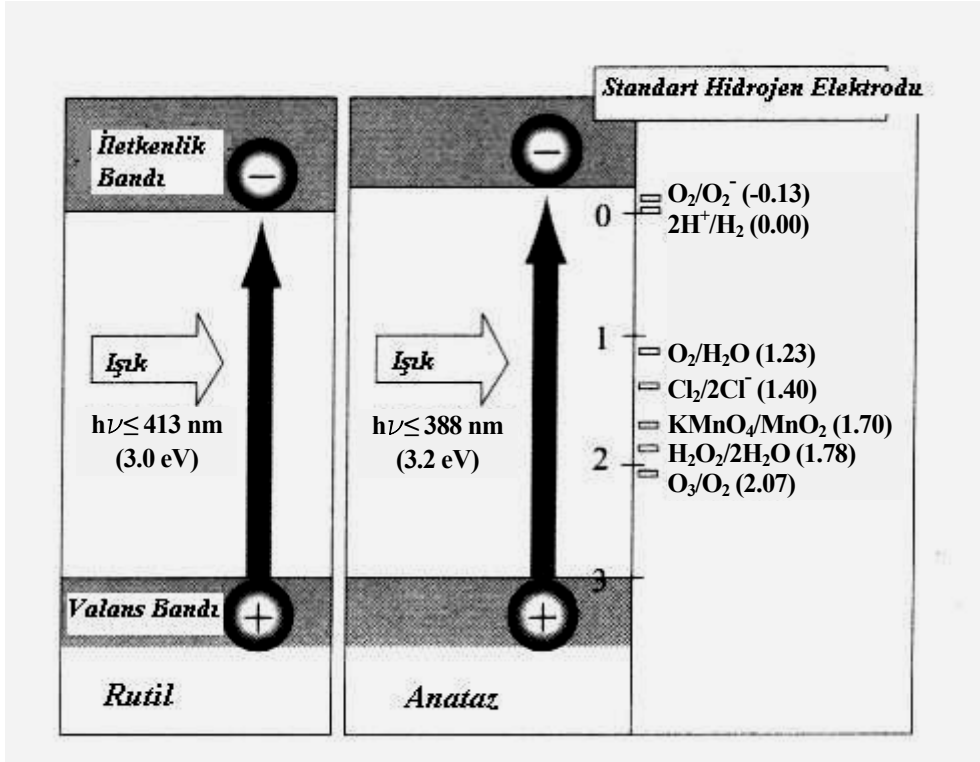 Standart Hidrojen Elektrodu
İletkenlik
Bandı
O₂/O₂⁻ (-0.13)
0
2H⁺/H₂ (0.00)
1
O₂/H₂O (1.23)
Işık
Işık
Cl₂/2Cl⁻ (1.40)
hν≤ 413 nm
(3.0 eV)
hν≤ 388 nm
(3.2 eV)
KMnO₄/MnO₂ (1.70)
H₂O₂/2H₂O (1.78)
2
O₃/O₂ (2.07)
3
Valans Bandı
Rutil
Anataz